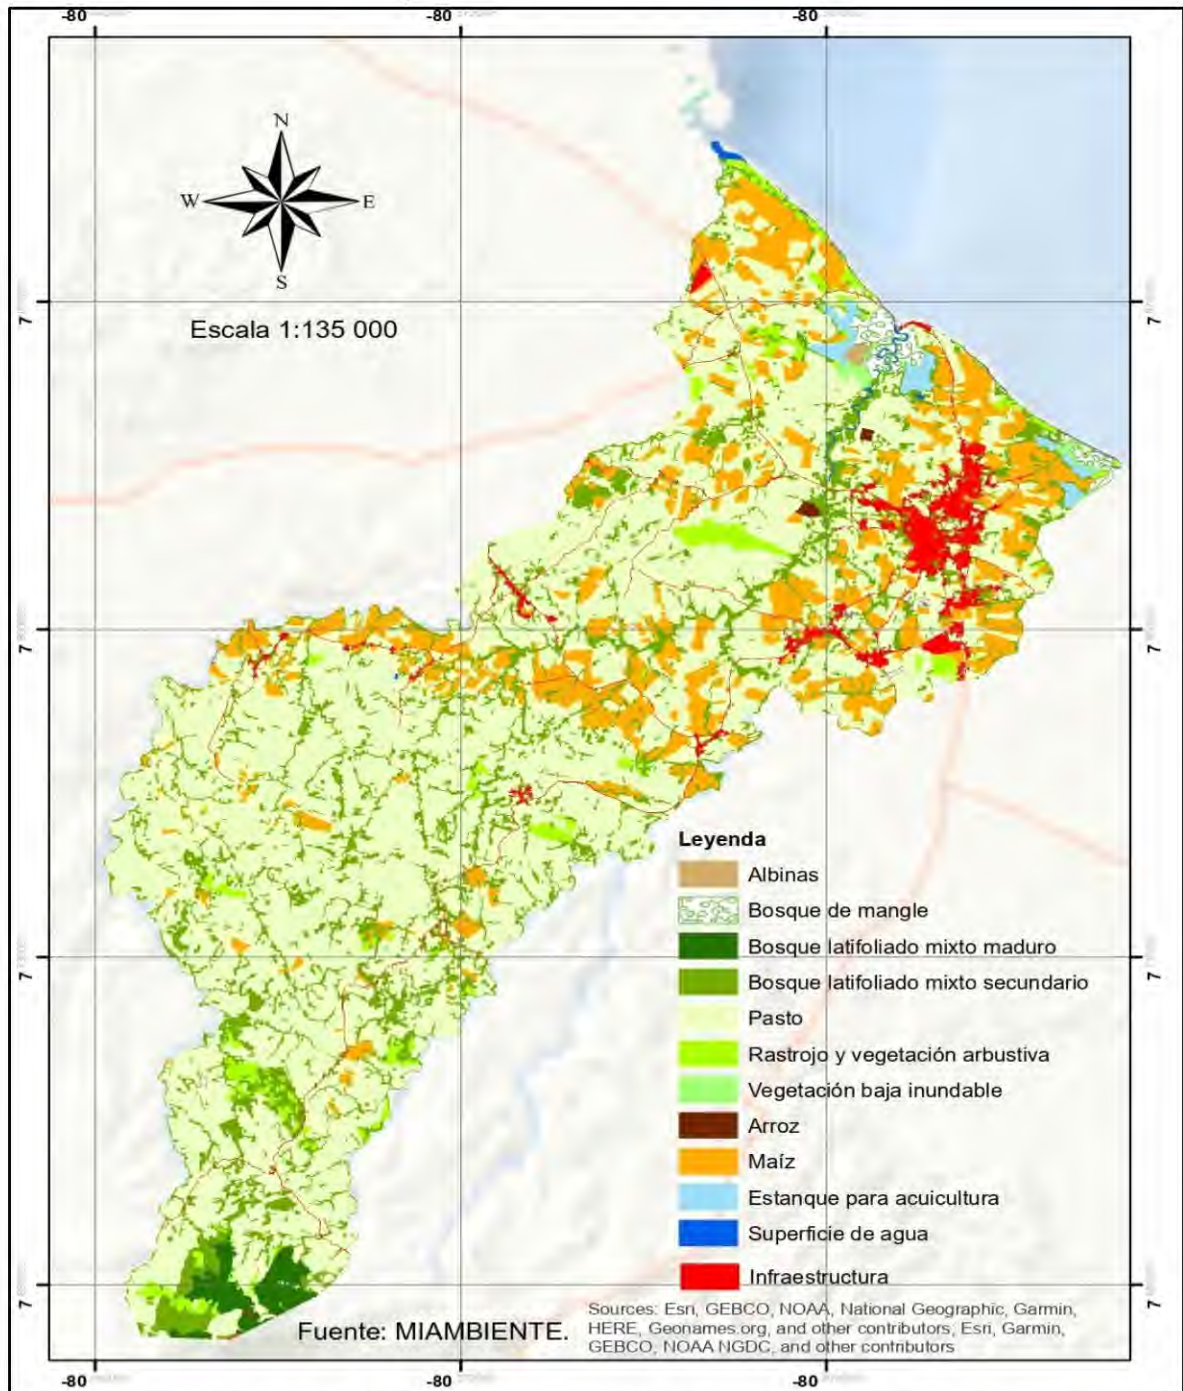 -80 -80 -80
N
W E
S
Escala 1:135 000
7 7
7 7
7 7
7 7
Leyenda
Albinas
Bosque de mangle
Bosque latifoliado mixto maduro
Bosque latifoliado mixto secundario
Pasto
Rastrojo y vegetación arbustiva
Vegetación baja inundable
Arroz
Maíz
Estanque para acuicultura
Superficie de agua
Infraestructura
Fuente: MIAMBIENTE.
Sources: Esri, GEBCO, NOAA, National Geographic, Garmin,
HERE, Geonames.org, and other contributors, Esri, Garmin,
GEBCO, NOAA NGDC, and other contributors
-80 -80 -80